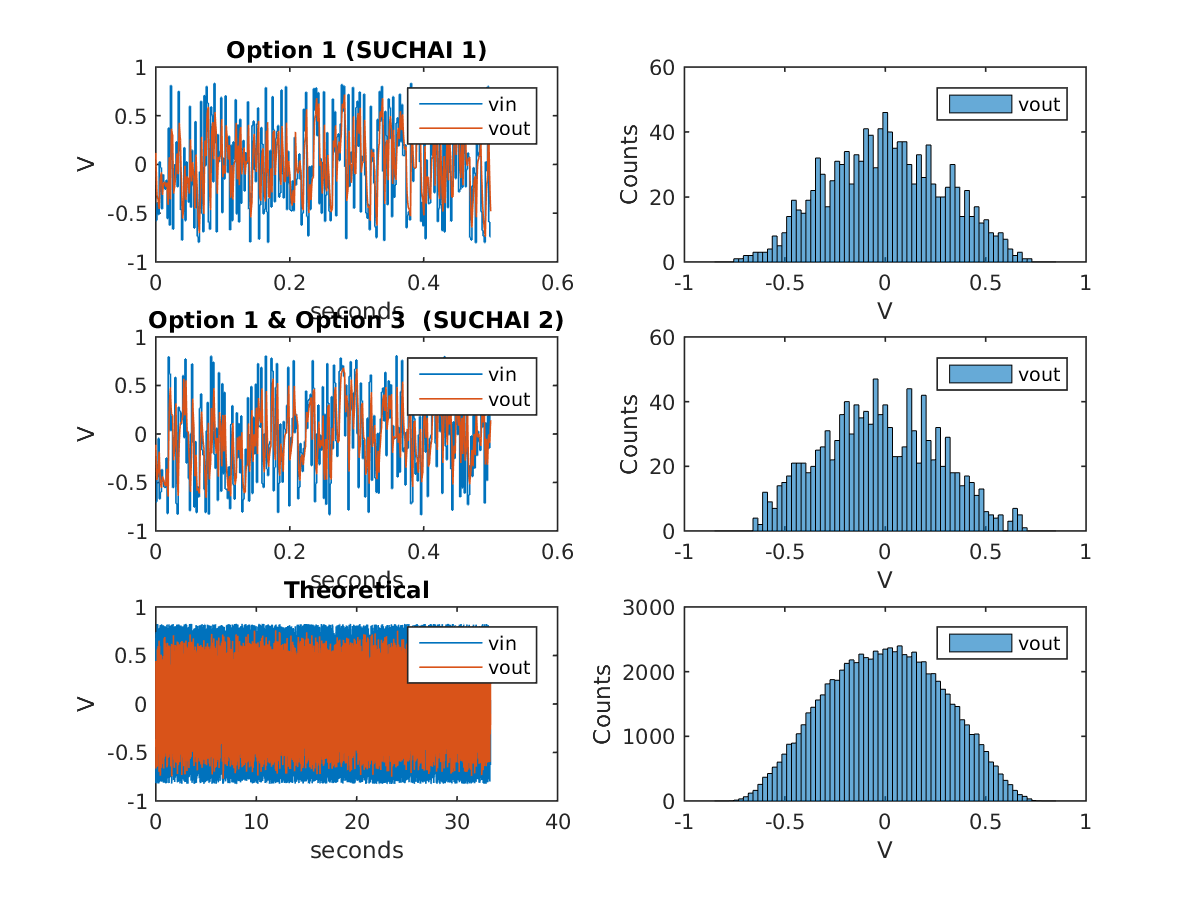 Option 1 (SUCHAI 1)
1
0.5
0
-0.5
-1
V
vin
vout
0 0.2 0.4 0.6
seconds
60
40
20
0
Counts
vout
-1 -0.5 0 0.5 1
V
Option 1 & Option 3  (SUCHAI 2)
1
0.5
0
-0.5
-1
V
vin
vout
0 0.2 0.4 0.6
seconds
60
40
20
0
Counts
vout
-1 -0.5 0 0.5 1
V
Theoretical
1
0.5
0
-0.5
-1
V
vin
vout
0 10 20 30 40
seconds
3000
2000
1000
0
Counts
vout
-1 -0.5 0 0.5 1
V